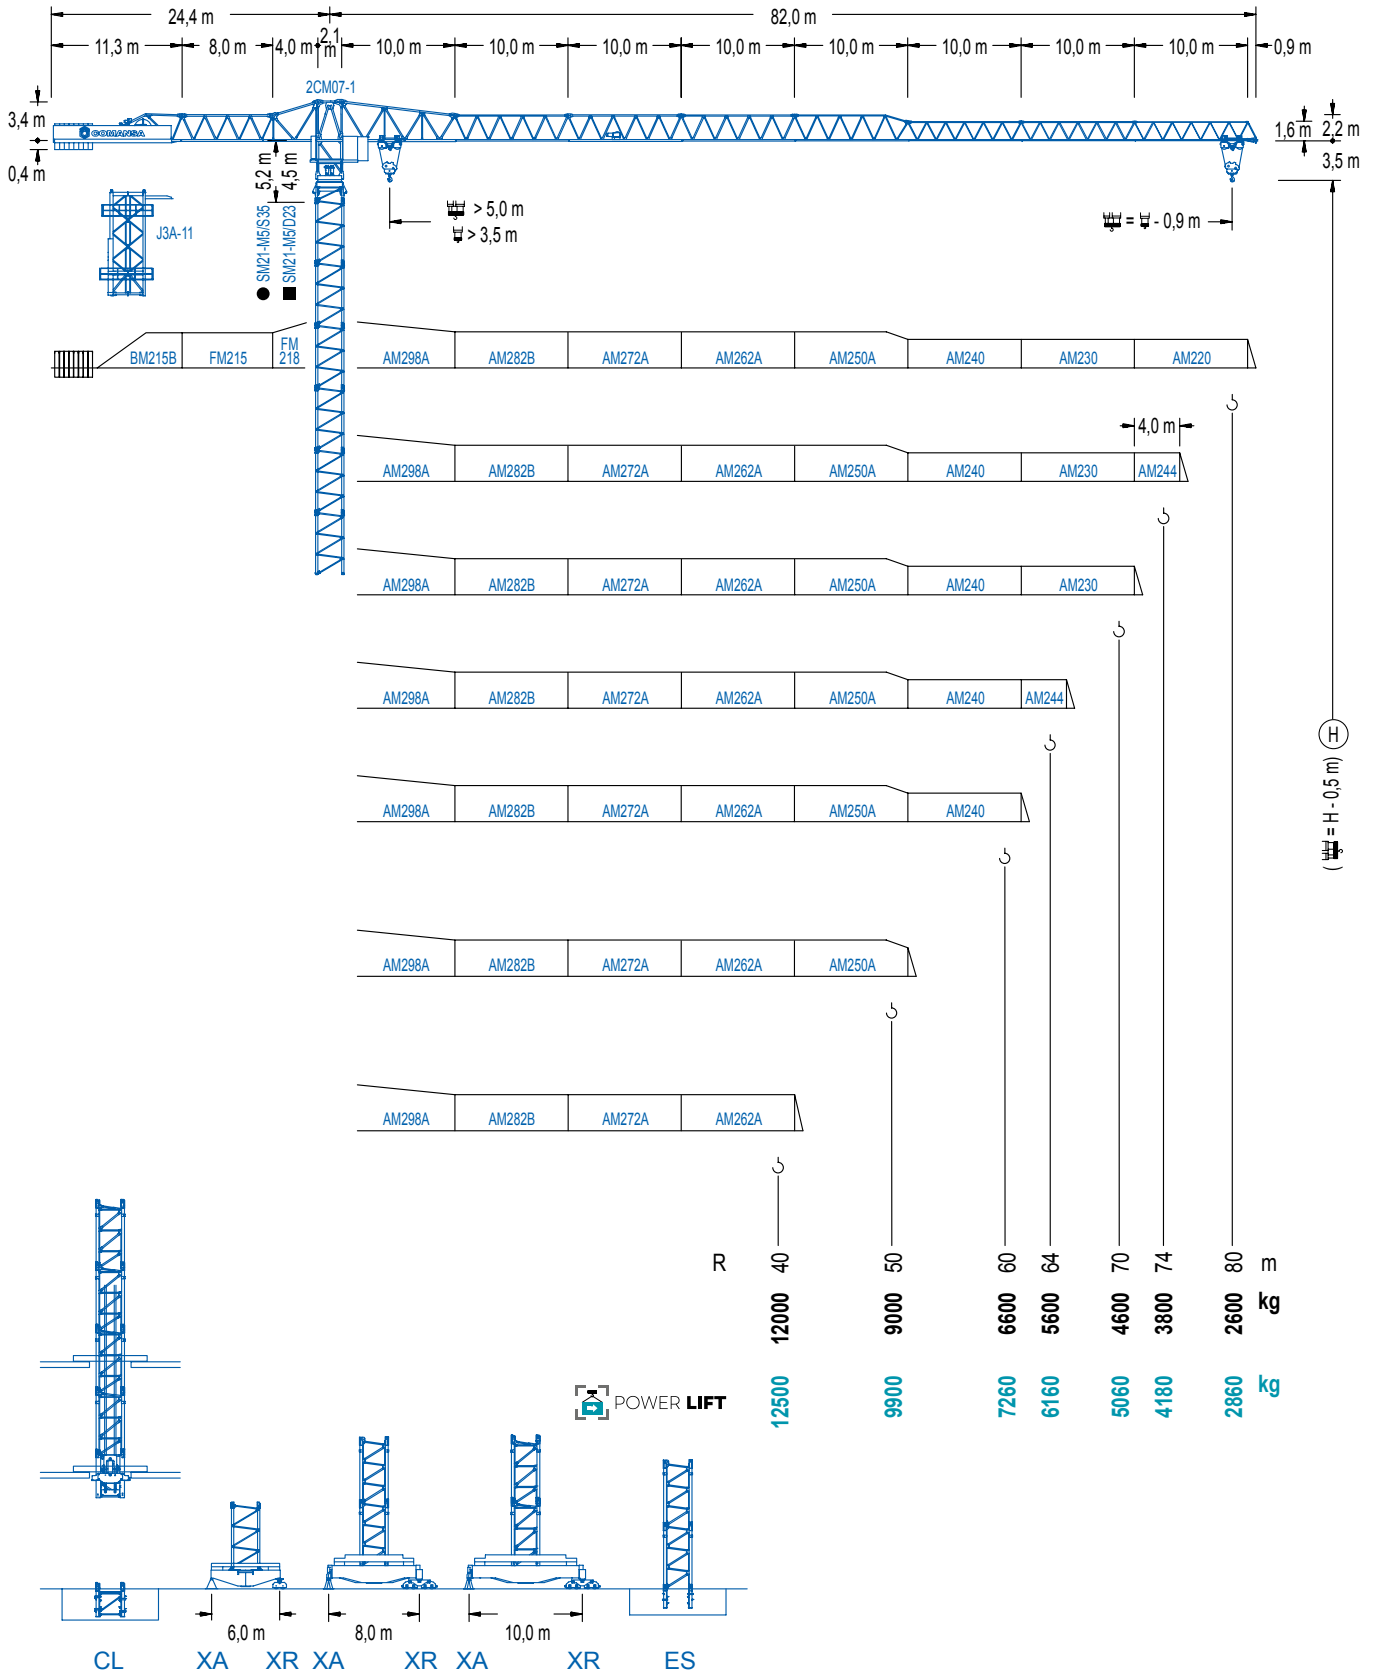 24,4 m 82,0 m
11,3 m 8,0 m 4,0 m 2,1 m 10,0 m 10,0 m 10,0 m 10,0 m 10,0 m 10,0 m 10,0 m 10,0 m 0,9 m
2CM07-1
3,4 m
COMANSA
0,4 m
1,6 m 2,2 m
3,5 m
5,2 m 4,5 m
> 5,0 m
> 3,5 m
= - 0,9 m
J3A-11
● SM21-M5/S35
■ SM21-M5/D23
BM215B FM215 FM 218 AM298A AM282B AM272A AM262A AM250A AM240 AM230 AM220
4,0 m
AM298A AM282B AM272A AM262A AM250A AM240 AM230 AM244
AM298A AM282B AM272A AM262A AM250A AM240 AM230
AM298A AM282B AM272A AM262A AM250A AM240 AM244
H
( = H - 0,5 m)
AM298A AM282B AM272A AM262A AM250A AM240
AM298A AM282B AM272A AM262A AM250A
AM298A AM282B AM272A AM262A
R 40 50 60 64 70 74 80 m
12000 9000 6600 5600 4600 3800 2600 kg
POWER LIFT 12500 9900 7260 6160 5060 4180 2860 kg
6,0 m 8,0 m 10,0 m
CL XA XR XA XR XA XR ES